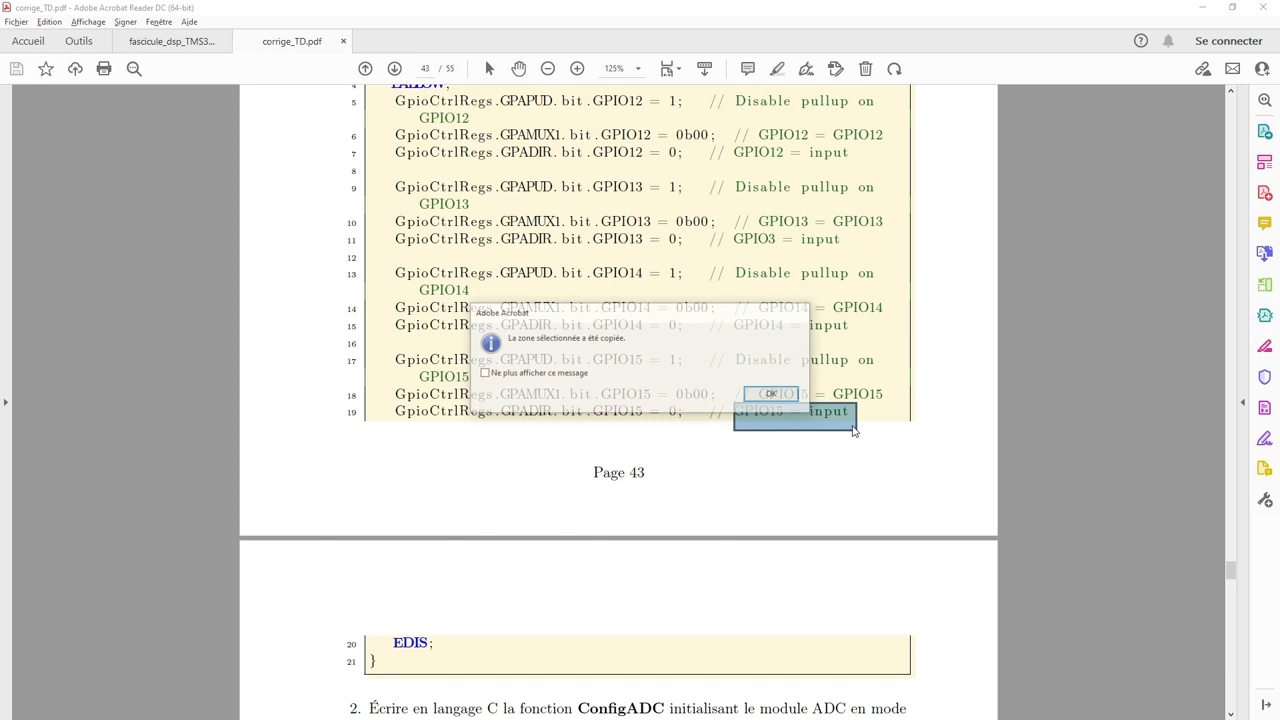 corrige_TD.pdf - Adobe Acrobat Reader DC (64-bit)
Fichier Edition Affichage Signer Fenêtre Aide
Accueil Outils fascicule_dsp_TMS3... corrige_TD.pdf × Se connecter
43 / 55 125%
4 EALLOW;
5 GpioCtrlRegs.GPAPUD.bit.GPIO12 = 1; // Disable pullup on
GPIO12
6 GpioCtrlRegs.GPAMUX1.bit.GPIO12 = 0b00; // GPIO12 = GPIO12
7 GpioCtrlRegs.GPADIR.bit.GPIO12 = 0; // GPIO12 = input
8
9 GpioCtrlRegs.GPAPUD.bit.GPIO13 = 1; // Disable pullup on
GPIO13
10 GpioCtrlRegs.GPAMUX1.bit.GPIO13 = 0b00; // GPIO13 = GPIO13
11 GpioCtrlRegs.GPADIR.bit.GPIO13 = 0; // GPIO3 = input
12
13 GpioCtrlRegs.GPAPUD.bit.GPIO14 = 1; // Disable pullup on
GPIO14
14 GpioCtrlRegs.GPAMUX1.bit.GPIO14 = 0b00; // GPIO14 = GPIO14
15 GpioCtrlRegs.GPADIR.bit.GPIO14 = 0; // GPIO14 = input
16
17 GpioCtrlRegs.GPAPUD.bit.GPIO15 = 1; // Disable pullup on
GPIO15
18 GpioCtrlRegs.GPAMUX1.bit.GPIO15 = 0b00; // GPIO15 = GPIO15
19 GpioCtrlRegs.GPADIR.bit.GPIO15 = 0; // GPIO15 = input
Adobe Acrobat
La zone sélectionnée a été copiée.
Ne plus afficher ce message
OK
Page 43
20 EDIS;
21 }
2. Écrire en langage C la fonction ConfigADC initialisant le module ADC en mode